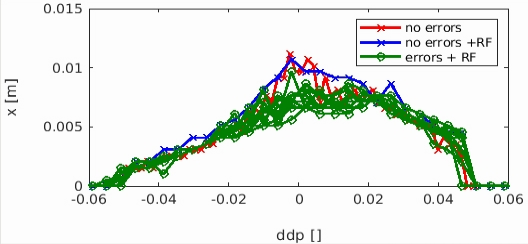 0.015
no errors
no errors +RF
errors + RF
0.01
x [m]
0.005
0
-0.06 -0.04 -0.02 0 0.02 0.04 0.06
ddp []